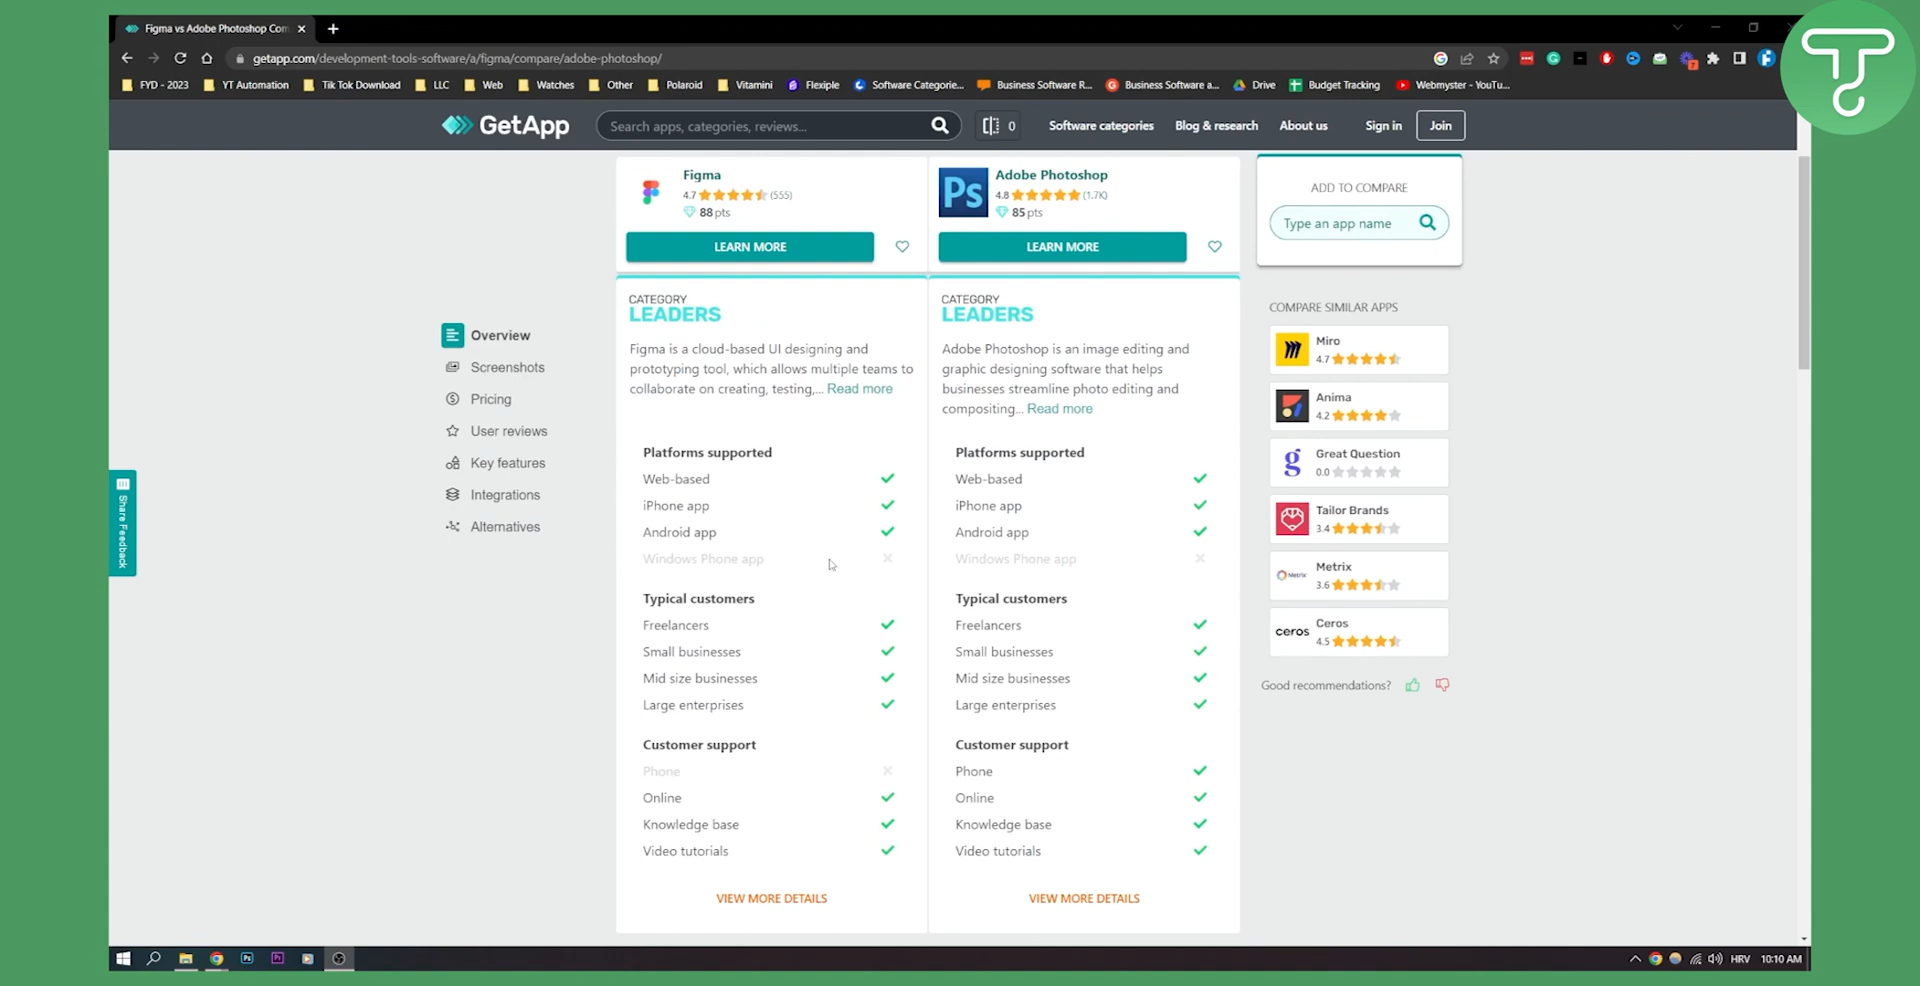 Figma vs Adobe Photoshop Com
getapp.com/development-tools-software/a/figma/compare/adobe-photoshop/
FYD - 2023
YT Automation
Tik Tok Download
LLC
Web
Watches
Other
Polaroid
Vitamini
Flexiple
Software Categorie...
Business Software R...
Business Software a...
Drive
Budget Tracking
Webmyster - YouTu...
GetApp
Search apps, categories, reviews...
0
Software categories
Blog & research
About us
Sign in
Join
Figma
4.7 (555)
88 pts
LEARN MORE
Adobe Photoshop
4.8 (1.7K)
85 pts
LEARN MORE
ADD TO COMPARE
Type an app name
Overview
Screenshots
Pricing
User reviews
Key features
Integrations
Alternatives
Share Feedback
CATEGORY
LEADERS
Figma is a cloud-based UI designing and
prototyping tool, which allows multiple teams to
collaborate on creating, testing,... Read more
Platforms supported
Web-based
iPhone app
Android app
Windows Phone app
Typical customers
Freelancers
Small businesses
Mid size businesses
Large enterprises
Customer support
Phone
Online
Knowledge base
Video tutorials
VIEW MORE DETAILS
CATEGORY
LEADERS
Adobe Photoshop is an image editing and
graphic designing software that helps
businesses streamline photo editing and
compositing... Read more
Platforms supported
Web-based
iPhone app
Android app
Windows Phone app
Typical customers
Freelancers
Small businesses
Mid size businesses
Large enterprises
Customer support
Phone
Online
Knowledge base
Video tutorials
VIEW MORE DETAILS
COMPARE SIMILAR APPS
Miro
4.7
Anima
4.2
Great Question
0.0
Tailor Brands
3.4
Metrix
Metrix
3.6
ceros
Ceros
4.5
Good recommendations?
HRV
10:10 AM